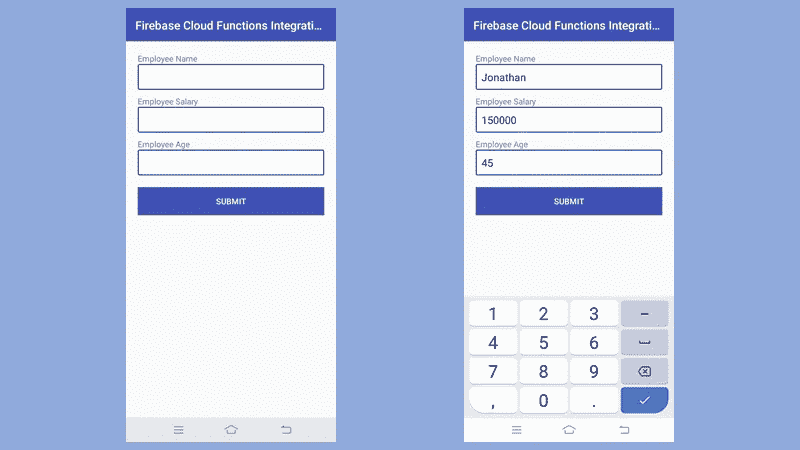 Firebase Cloud Functions Integrati...
Employee Name
Employee Salary
Employee Age
SUBMIT
Firebase Cloud Functions Integrati...
Employee Name
Jonathan
Employee Salary
150000
Employee Age
45
SUBMIT
1 2 3 –
4 5 6
7 8 9
, 0 .